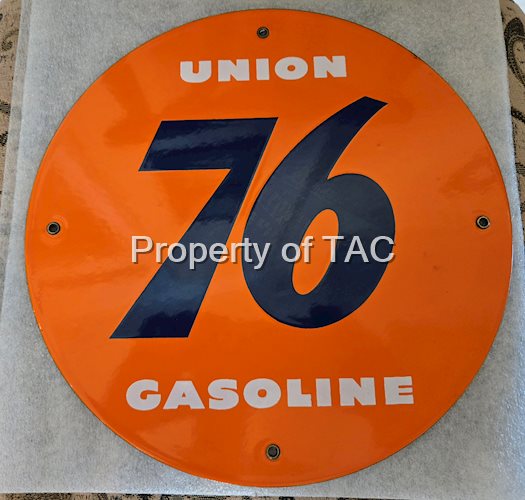 UNION
76
Property of TAC
GASOLINE